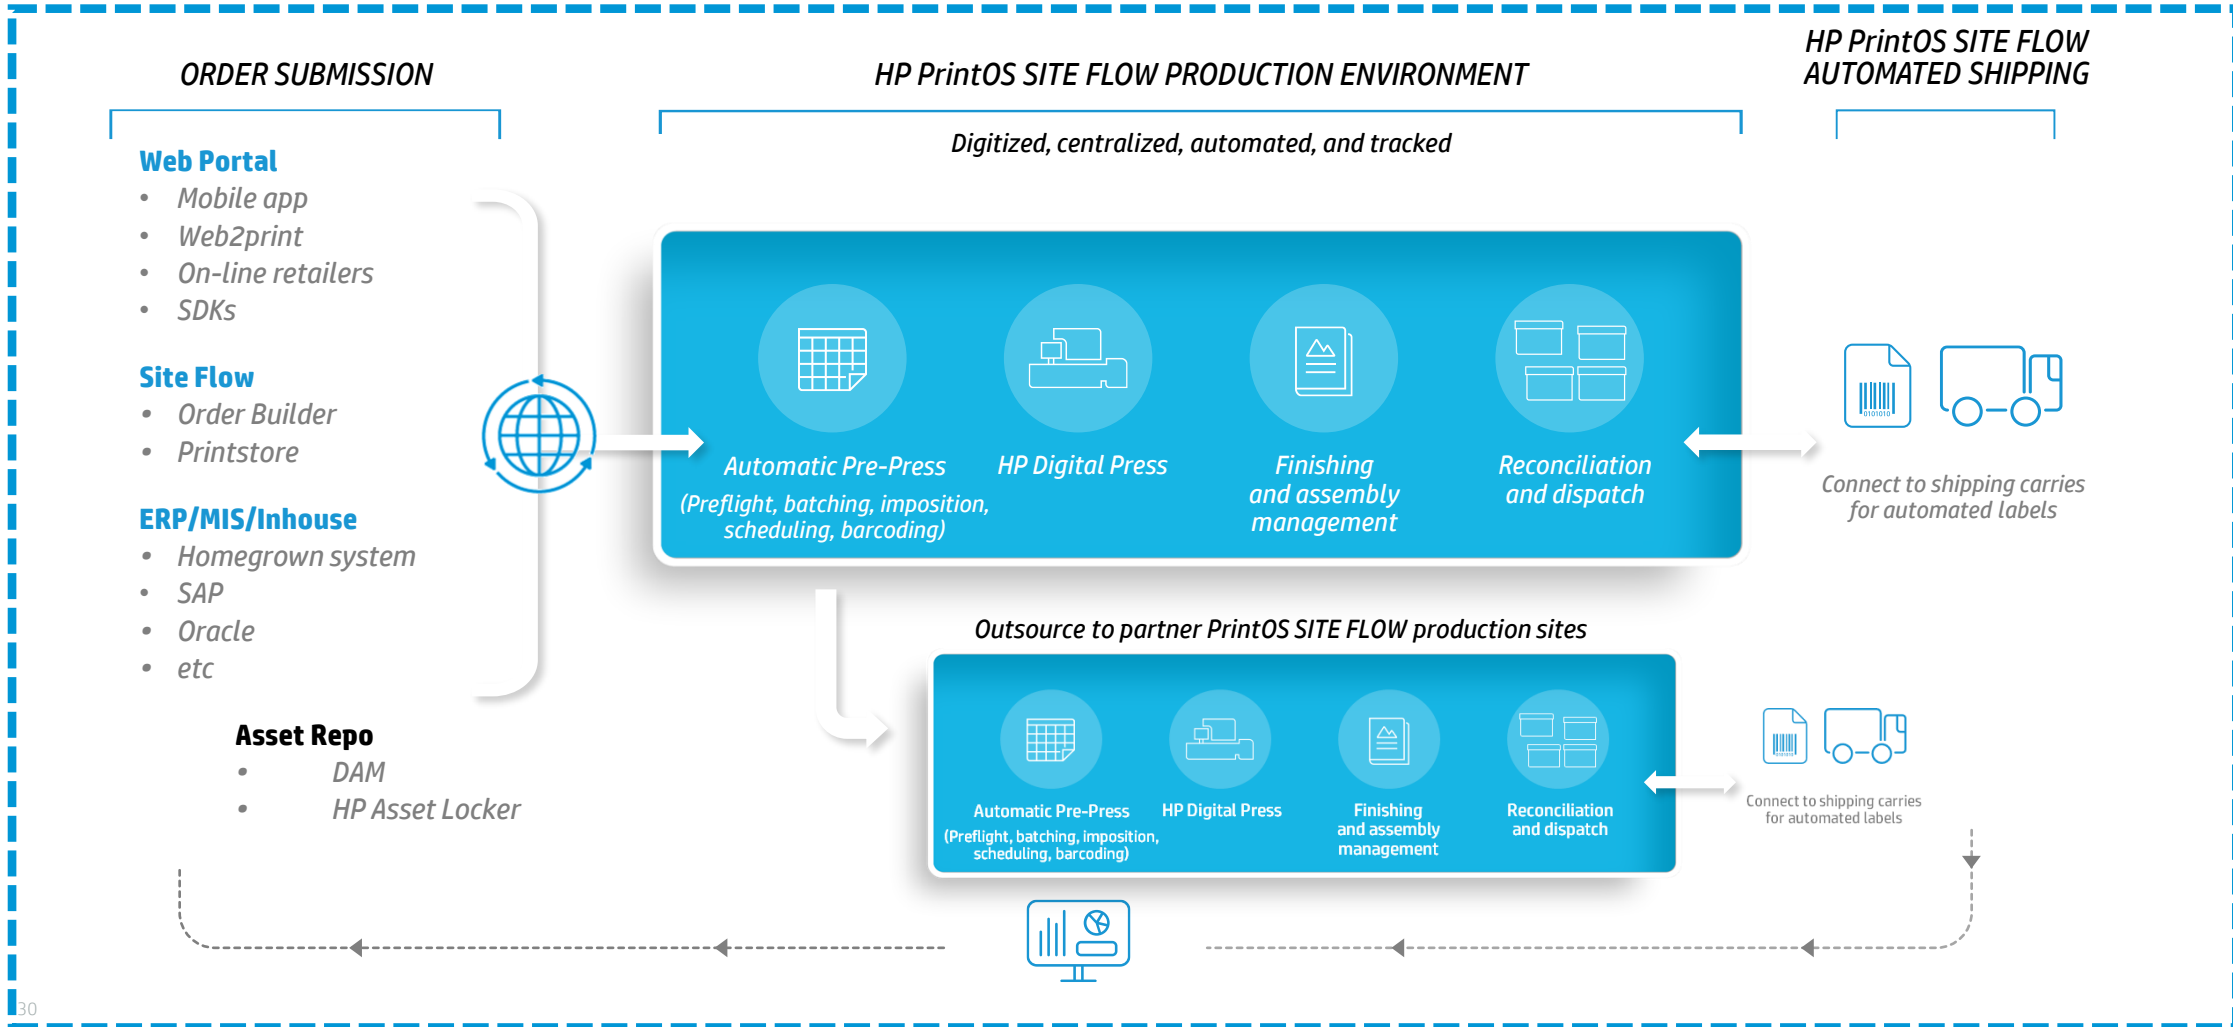 ORDER SUBMISSION
Web Portal
• Mobile app
• Web2print
• On-line retailers
• SDKs
Site Flow
• Order Builder
• Printstore
ERP/MIS/Inhouse
• Homegrown system
• SAP
• Oracle
• etc
Asset Repo
• DAM
• HP Asset Locker
HP PrintOS SITE FLOW PRODUCTION ENVIRONMENT
Digitized, centralized, automated, and tracked
Automatic Pre-Press
(Preflight, batching, imposition,
scheduling, barcoding)
HP Digital Press
Finishing
and assembly
management
Reconciliation
and dispatch
HP PrintOS SITE FLOW
AUTOMATED SHIPPING
0101010
Connect to shipping carries
for automated labels
Outsource to partner PrintOS SITE FLOW production sites
Automatic Pre-Press
(Preflight, batching, imposition,
scheduling, barcoding)
HP Digital Press
Finishing
and assembly
management
Reconciliation
and dispatch
0101010
Connect to shipping carries
for automated labels
30